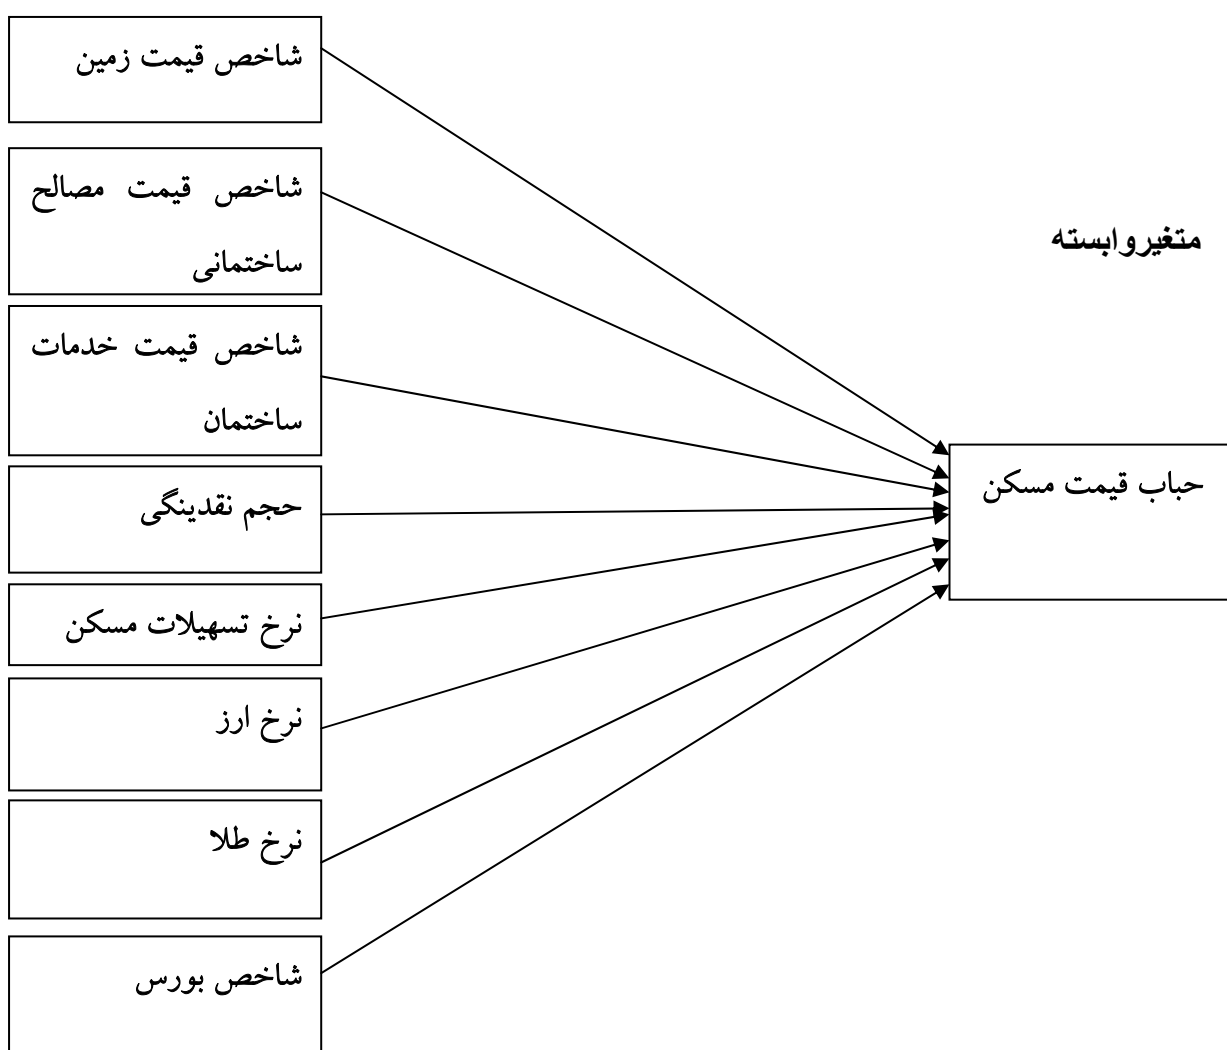 شاخص قیمت زمین
شاخص قیمت مصالح
ساختمانی
شاخص قیمت خدمات
ساختمان
حجم نقدینگی
نرخ تسهیلات مسکن
نرخ ارز
نرخ طلا
شاخص بورس
متغیروابسته
حباب قیمت مسکن